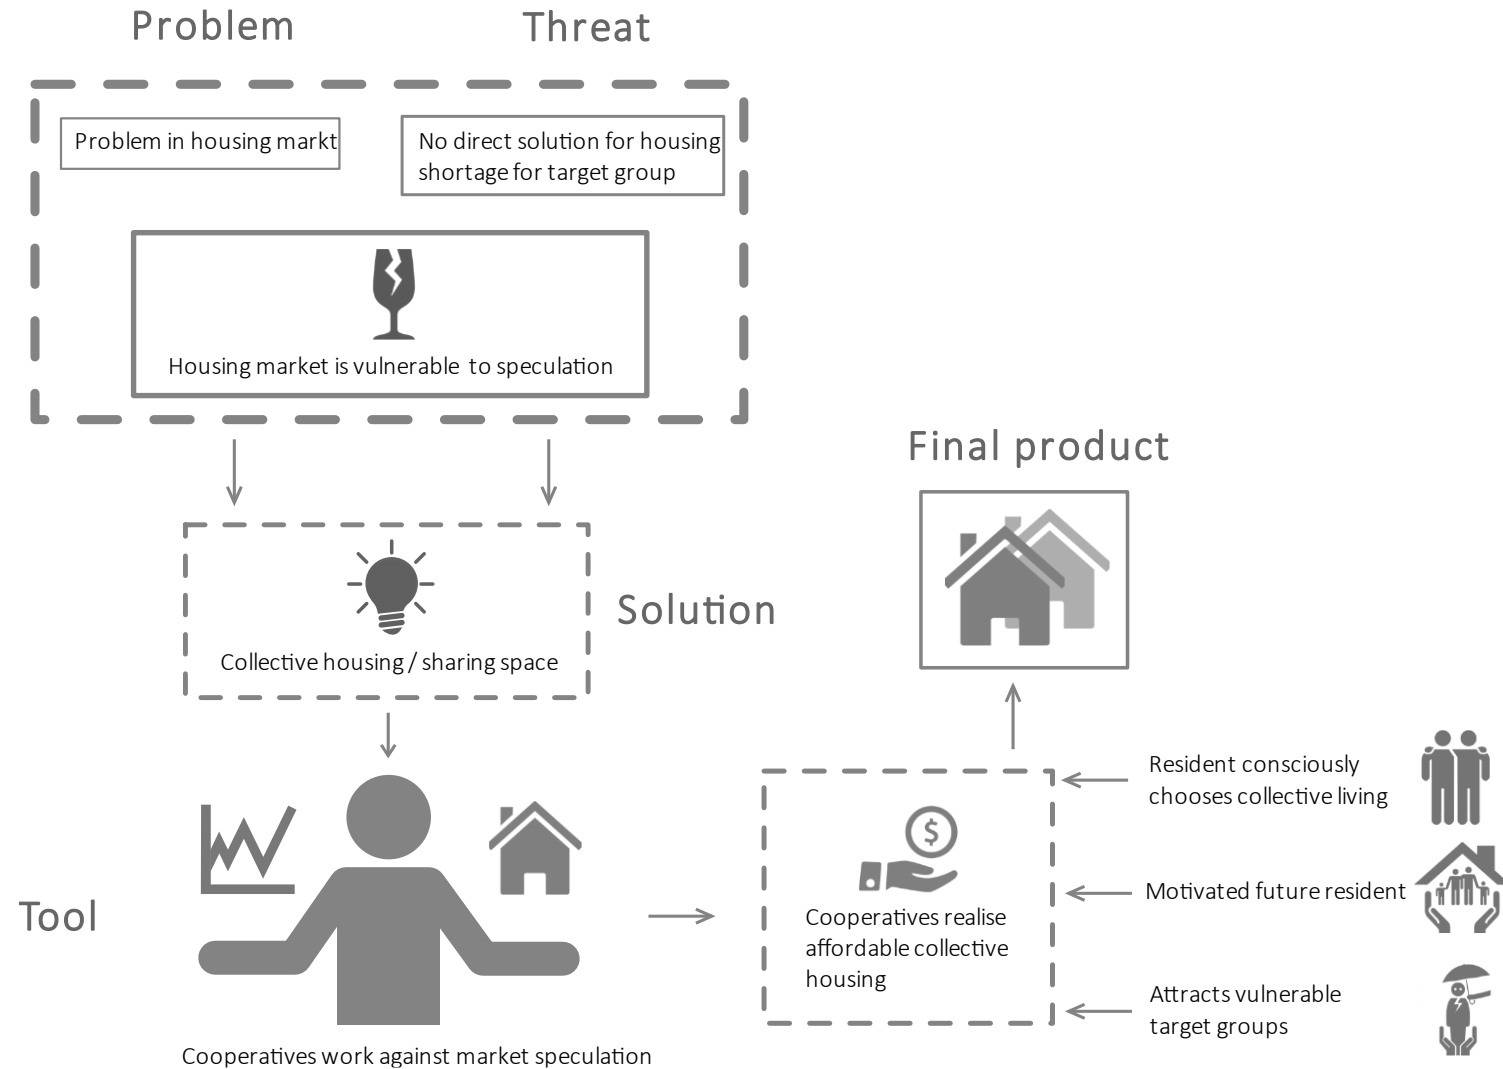 Problem
Threat
Problem in housing markt
No direct solution for housing
shortage for target group
Housing market is vulnerable to speculation
Collective housing / sharing space
Solution
Final product
Tool
Cooperatives work against market speculation
$
Cooperatives realise
affordable collective
housing
Resident consciously
chooses collective living
Motivated future resident
Attracts vulnerable
target groups